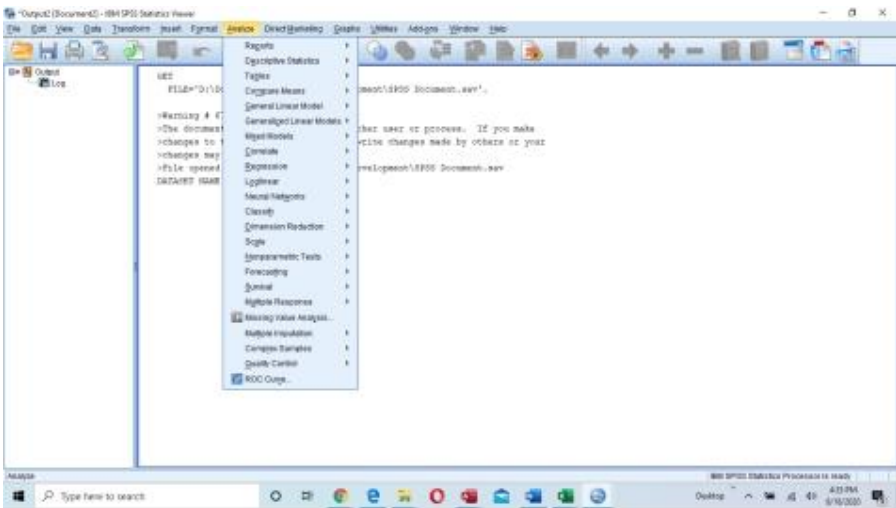 *Output2 [Document2] - IBM SPSS Statistics Viewer
File Edit View Data Transform Insert Format Analyze Direct Marketing Graphs Utilities Add-ons Window Help
Output
Log
GET
FILE='D:\Do
ment\SPSS Document.sav'.
>Warning # 67
>The document
her user or process. If you make
>changes to t
rite changes made by others or your
>changes may
>File opened
velopment\SPSS Document.sav
DATASET NAME
Reports
Descriptive Statistics
Tables
Compare Means
General Linear Model
Generalized Linear Models
Mixed Models
Correlate
Regression
Loglinear
Neural Networks
Classify
Dimension Reduction
Scale
Nonparametric Tests
Forecasting
Survival
Multiple Response
Missing Value Analysis...
Multiple Imputation
Complex Samples
Quality Control
ROC Curve...
Analyze
IBM SPSS Statistics Processor is ready
Type here to search
Desktop
4:33 PM